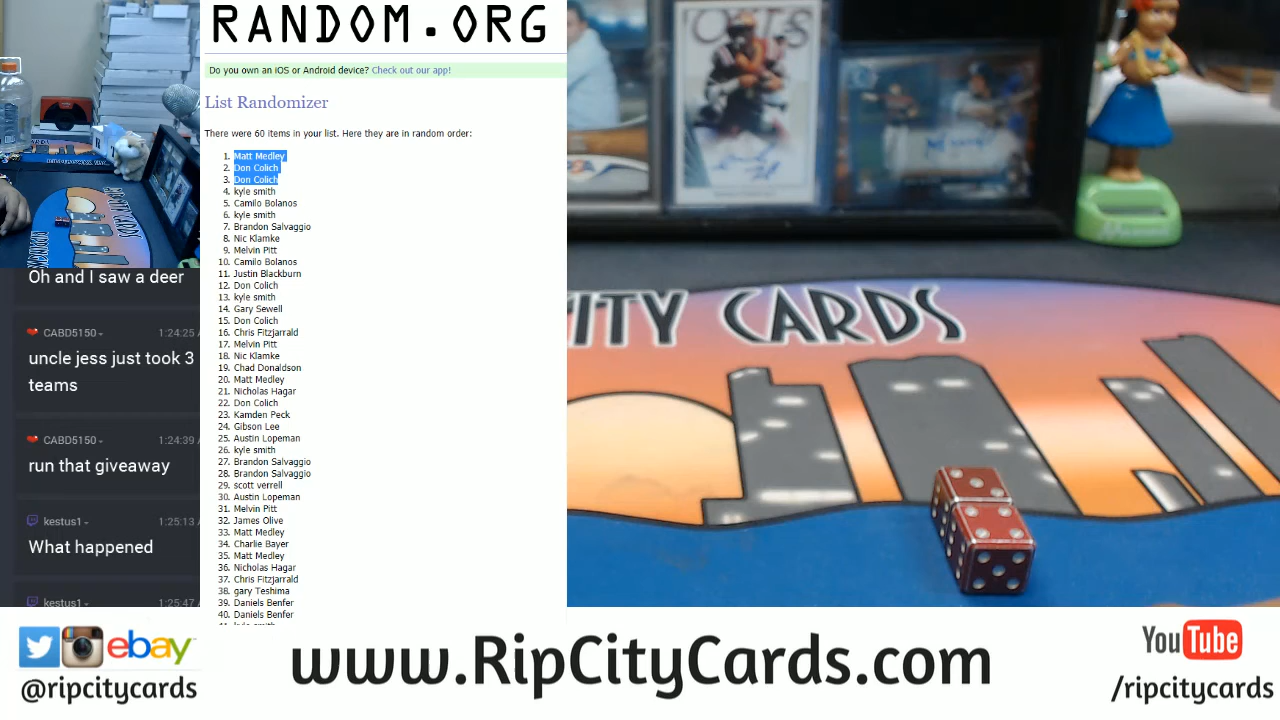 RANDOM.ORG
Do you own an iOS or Android device? Check out our app!
List Randomizer
There were 60 items in your list. Here they are in random order:
1. Matt Medley
2. Don Colich
3. Don Colich
4. kyle smith
5. Camilo Bolanos
6. kyle smith
7. Brandon Salvaggio
8. Nic Klamke
9. Melvin Pitt
10. Camilo Bolanos
11. Justin Blackburn
12. Don Colich
13. kyle smith
14. Gary Sewell
15. Don Colich
16. Chris Fitzjarrald
17. Melvin Pitt
18. Nic Klamke
19. Chad Donaldson
20. Matt Medley
21. Nicholas Hagar
22. Don Colich
23. Kamden Peck
24. Gibson Lee
25. Austin Lopeman
26. kyle smith
27. Brandon Salvaggio
28. Brandon Salvaggio
29. scott verrell
30. Austin Lopeman
31. Melvin Pitt
32. James Olive
33. Matt Medley
34. Charlie Bayer
35. Matt Medley
36. Nicholas Hagar
37. Chris Fitzjarrald
38. gary Teshima
39. Daniels Benfer
40. Daniels Benfer
Oh and I saw a deer
CABD5150 1:24:25
uncle jess just took 3
teams
CABD5150 1:24:39
run that giveaway
kestus1 1:25:13
What happened
kestus1 1:25:47
CITY CARDS
ebay
@ripcitycards
www.RipCityCards.com
YouTube
/ripcitycards